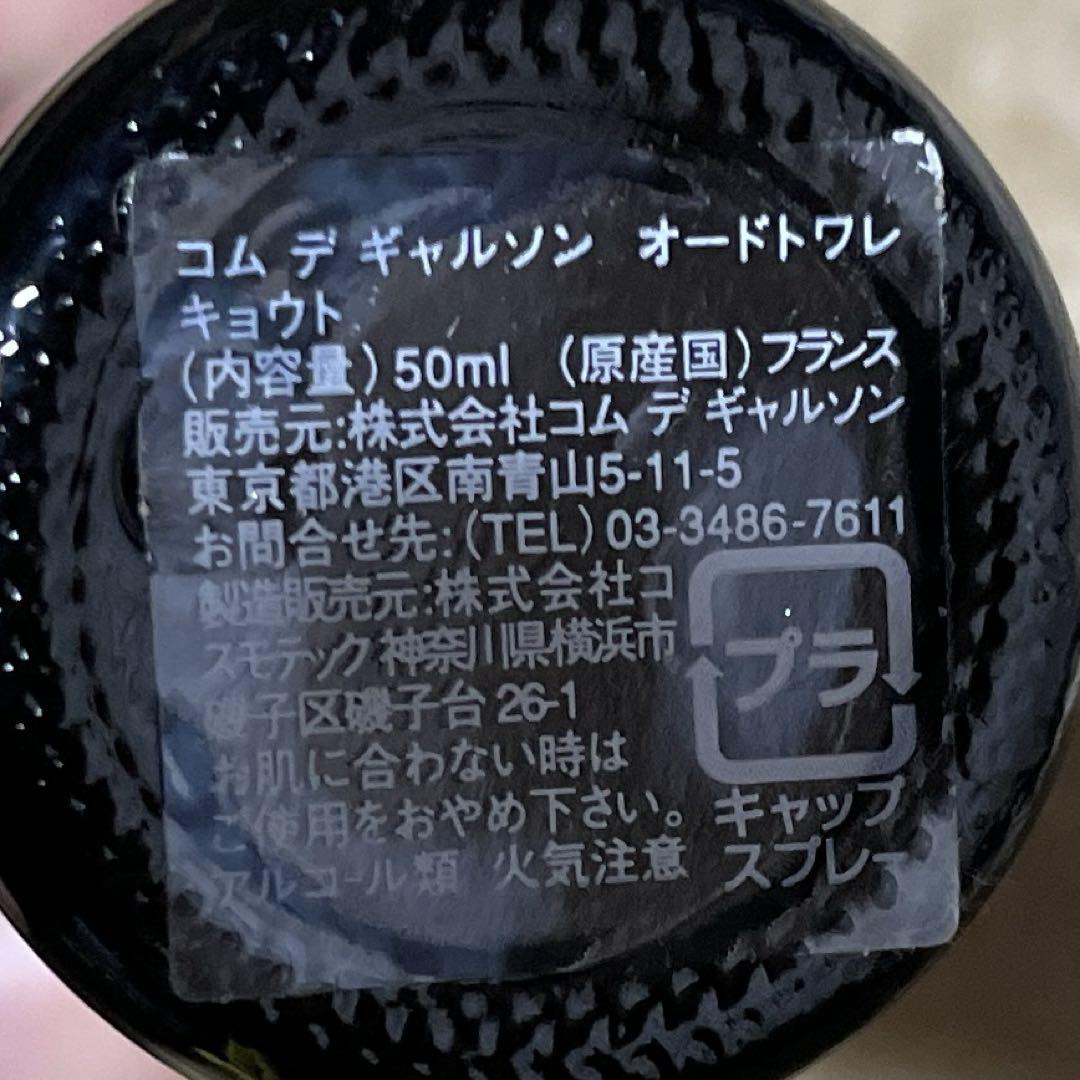 コム デ ギャルソン オードトワレ
キョウト
(内容量) 50ml (原産国)フランス
販売元:株式会社コム デ ギャルソン
東京都港区南青山5-11-5
お問合せ先:(TEL) 03-3486-7611
製造販売元:株式会社コ
スモテック 神奈川県横浜市
磯子区磯子台 26-1
お肌に合わない時は
ご使用をおやめ下さい。
アルコール類 火気注意
プラ
キャップ
スプレー